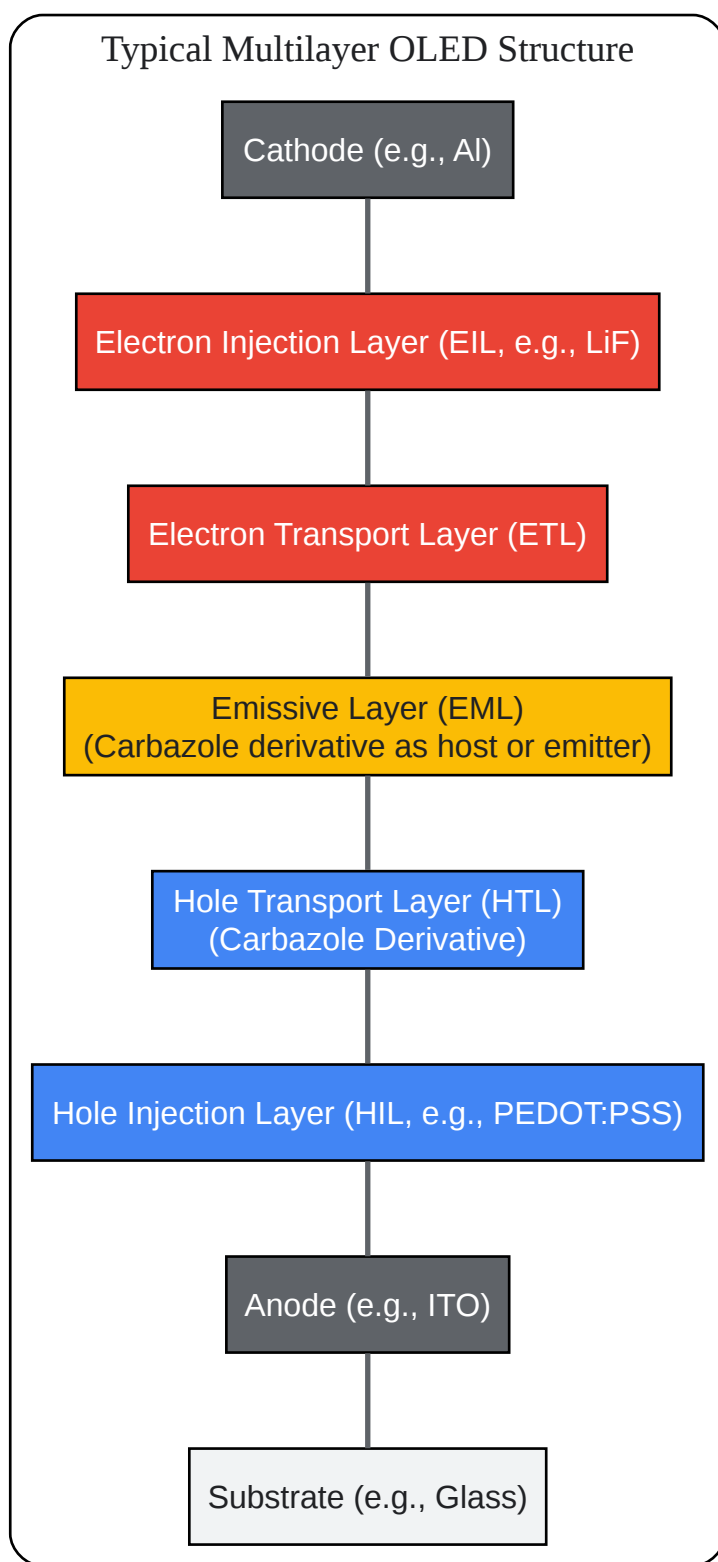 Typical Multilayer OLED Structure
Cathode (e.g., Al)
Electron Injection Layer (EIL, e.g., LiF)
Electron Transport Layer (ETL)
Emissive Layer (EML)
(Carbazole derivative as host or emitter)
Hole Transport Layer (HTL)
(Carbazole Derivative)
Hole Injection Layer (HIL, e.g., PEDOT:PSS)
Anode (e.g., ITO)
Substrate (e.g., Glass)